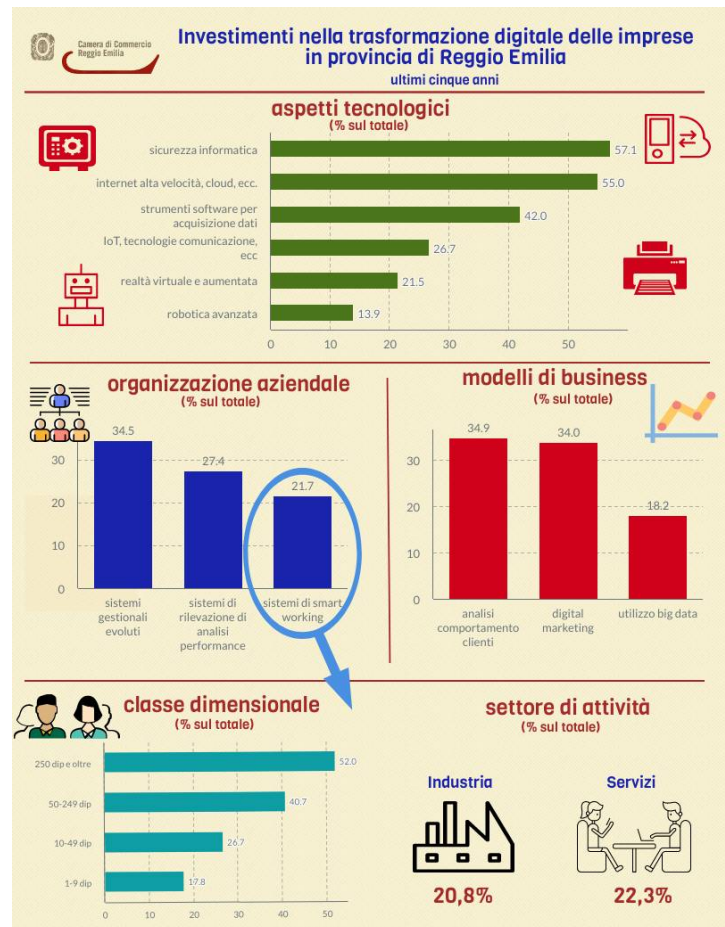 Camera di Commercio
Reggio Emilia
Investimenti nella trasformazione digitale delle imprese
in provincia di Reggio Emilia
ultimi cinque anni
aspetti tecnologici
(% sul totale)
sicurezza informatica
57.1
internet alta velocità, cloud, ecc.
55.0
strumenti software per
acquisizione dati
42.0
IoT, tecnologie comunicazione,
ecc
26.7
realtà virtuale e aumentata
21.5
robotica avanzata
13.9
0 10 20 30 40 50
organizzazione aziendale
(% sul totale)
34.5
27.4
21.7
30
20
10
0
sistemi
gestionali
evoluti
sistemi di
rilevazione di
analisi
performance
sistemi di smart
working
modelli di business
(% sul totale)
34.9
34.0
18.2
30
20
10
0
analisi
comportamento
clienti
digital
marketing
utilizzo big data
classe dimensionale
(% sul totale)
250 dip e oltre
52.0
50-249 dip
40.7
10-49 dip
26.7
1-9 dip
17.8
0 10 20 30 40 50
settore di attività
(% sul totale)
Industria
20,8%
Servizi
22,3%